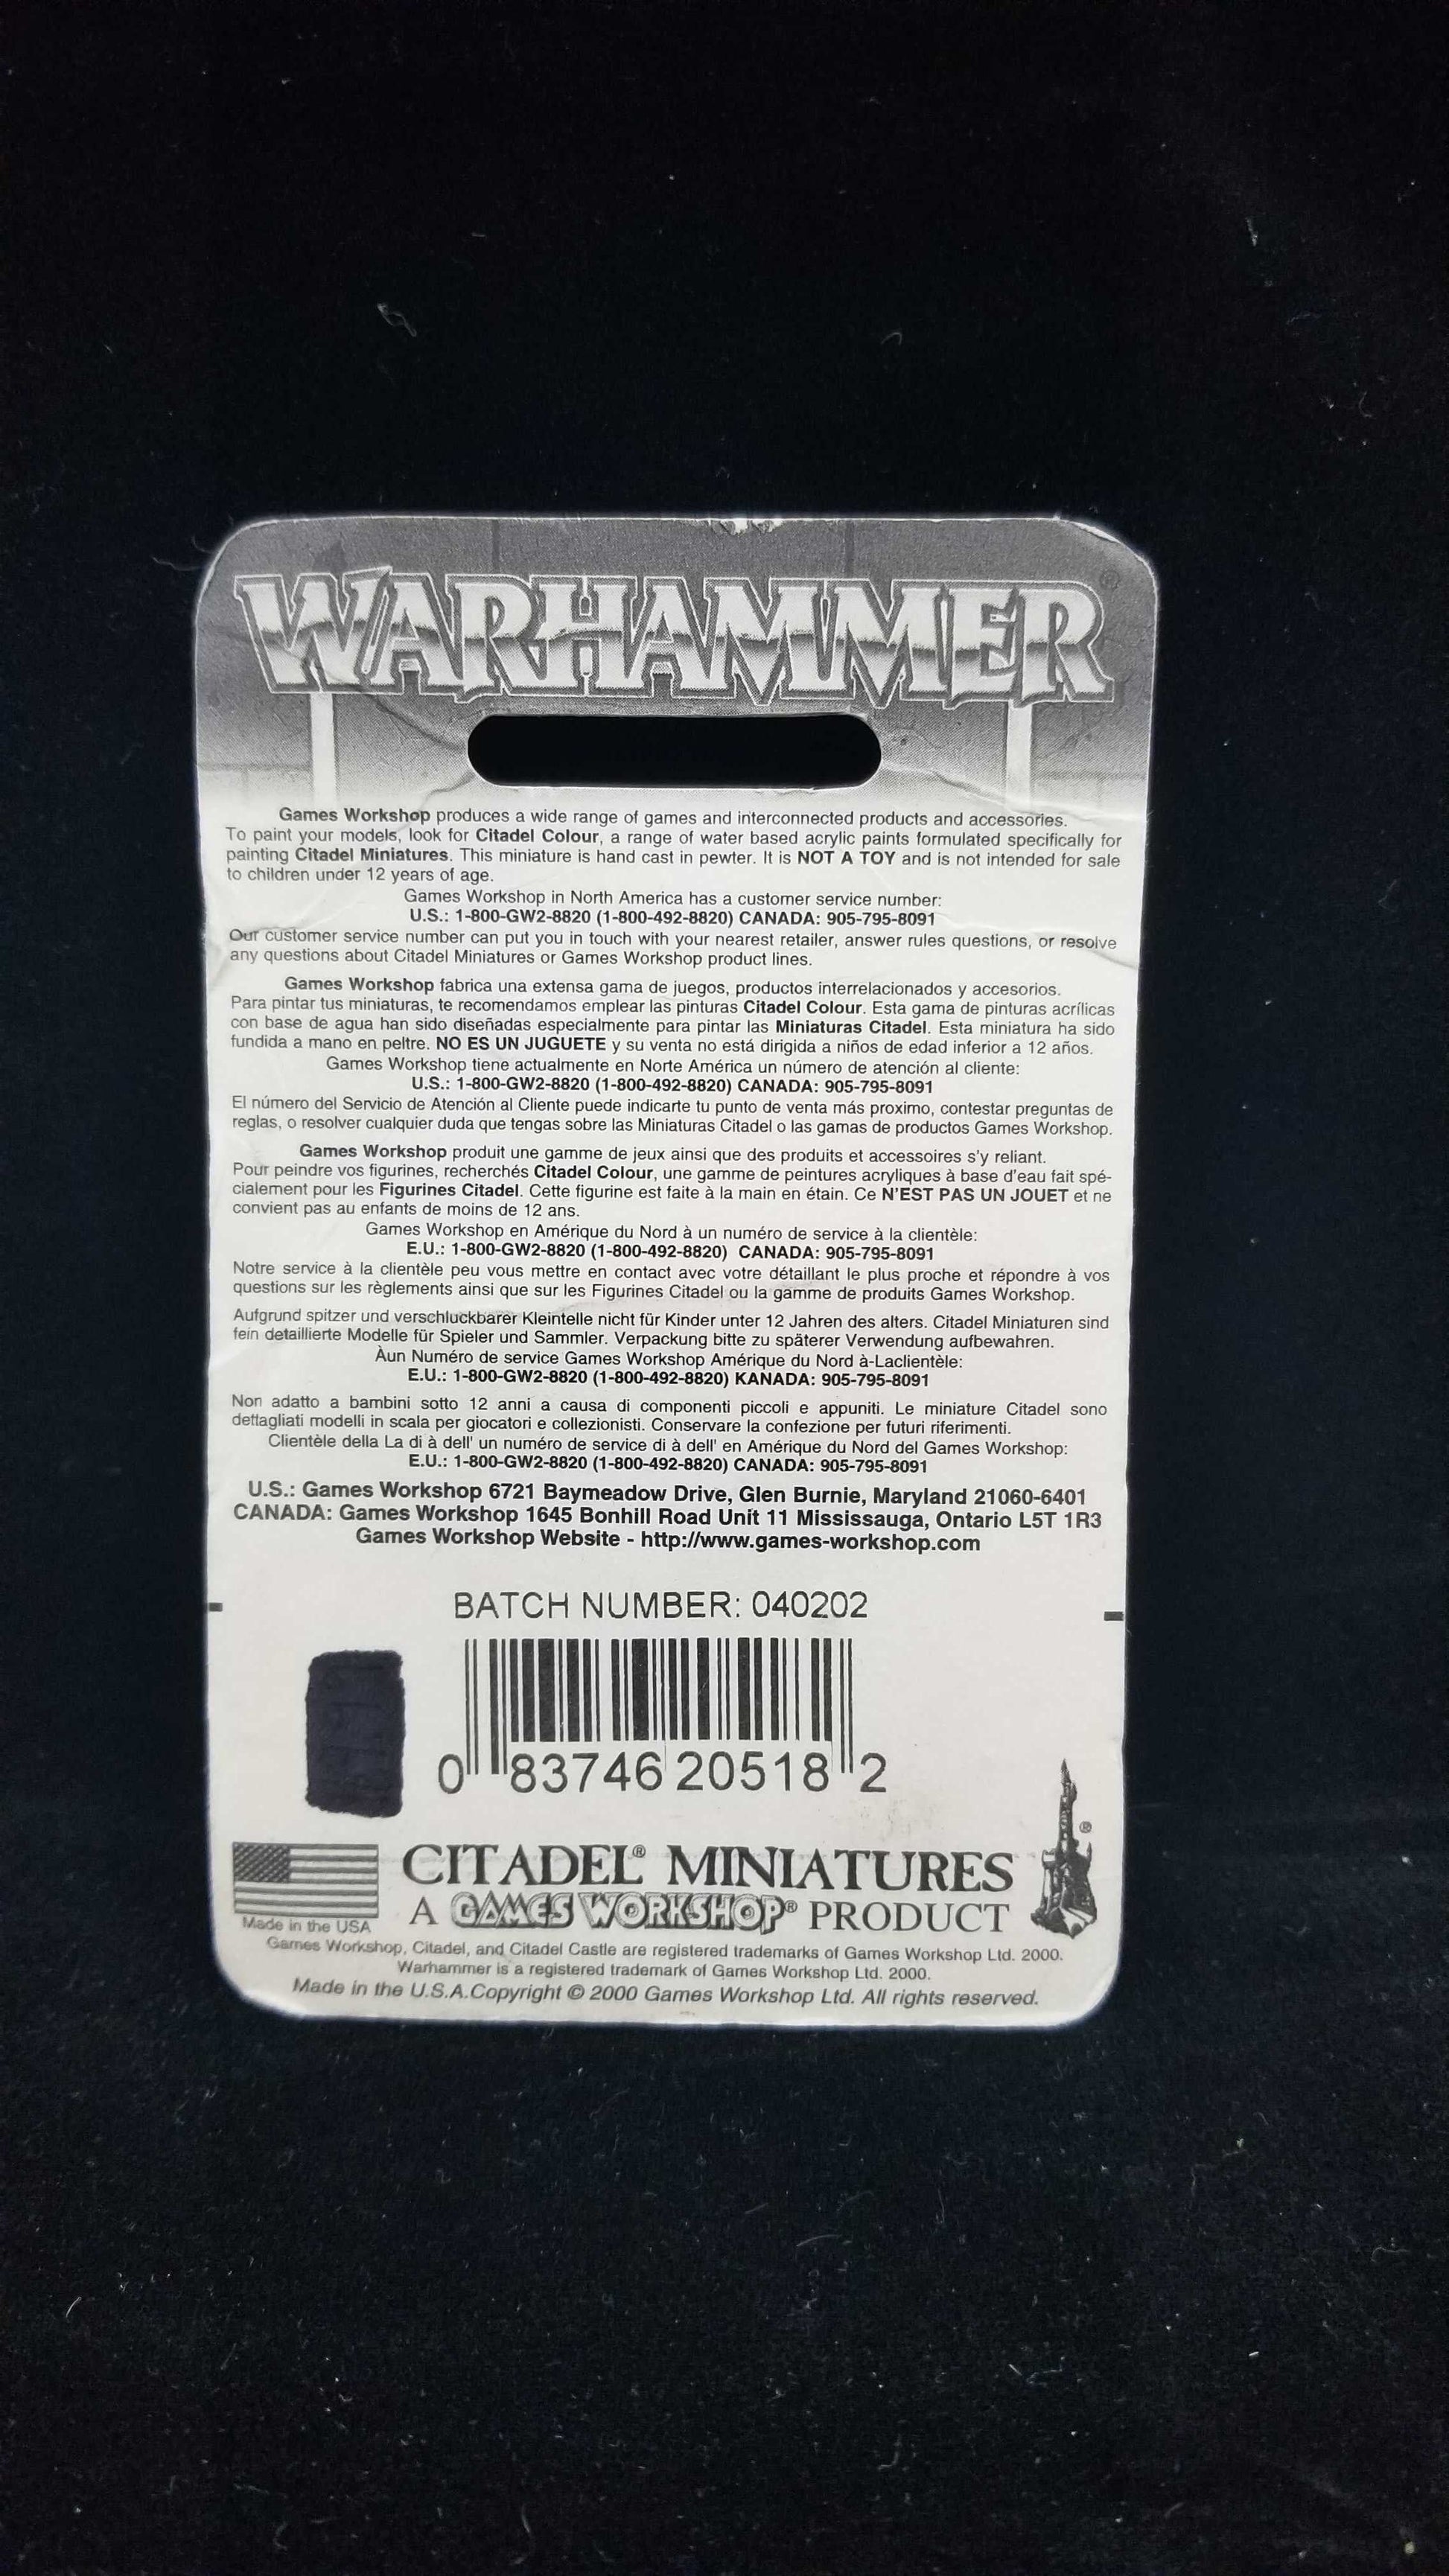 WARHAMMER®
Games Workshop produces a wide range of games and interconnected products and accessories.
To paint your models, look for Citadel Colour, a range of water based acrylic paints formulated specifically for
painting Citadel Miniatures. This miniature is hand cast in pewter. It is NOT A TOY and is not intended for sale
to children under 12 years of age.
Games Workshop in North America has a customer service number:
U.S.: 1-800-GW2-8820 (1-800-492-8820) CANADA: 905-795-8091
Our customer service number can put you in touch with your nearest retailer, answer rules questions, or resolve
any questions about Citadel Miniatures or Games Workshop product lines.
Games Workshop fabrica una extensa gama de juegos, productos interrelacionados y accesorios.
Para pintar tus miniaturas, te recomendamos emplear las pinturas Citadel Colour. Esta gama de pinturas acrílicas
con base de agua han sido diseñadas especialmente para pintar las Miniaturas Citadel. Esta miniatura ha sido
fundida a mano en peltre. NO ES UN JUGUETE y su venta no está dirigida a niños de edad inferior a 12 años.
Games Workshop tiene actualmente en Norte América un número de atención al cliente:
U.S.: 1-800-GW2-8820 (1-800-492-8820) CANADA: 905-795-8091
El número del Servicio de Atención al Cliente puede indicarte tu punto de venta más proximo, contestar preguntas de
reglas, o resolver cualquier duda que tengas sobre las Miniaturas Citadel o las gamas de productos Games Workshop.
Games Workshop produit une gamme de jeux ainsi que des produits et accessoires s'y reliant.
Pour peindre vos figurines, recherchés Citadel Colour, une gamme de peintures acryliques à base d'eau fait spé-
cialement pour les Figurines Citadel. Cette figurine est faite à la main en étain. Ce N'EST PAS UN JOUET et ne
convient pas au enfants de moins de 12 ans.
Games Workshop en Amérique du Nord à un numéro de service à la clientèle:
E.U.: 1-800-GW2-8820 (1-800-492-8820) CANADA: 905-795-8091
Notre service à la clientèle peu vous mettre en contact avec votre détaillant le plus proche et répondre à vos
questions sur les règlements ainsi que sur les Figurines Citadel ou la gamme de produits Games Workshop.
Aufgrund spitzer und verschluckbarer Kleintelle nicht für Kinder unter 12 Jahren des alters. Citadel Miniaturen sind
fein detaillierte Modelle für Spieler und Sammler. Verpackung bitte zu späterer Verwendung aufbewahren.
Àun Numéro de service Games Workshop Amérique du Nord à-Laclientèle:
E.U.: 1-800-GW2-8820 (1-800-492-8820) KANADA: 905-795-8091
Non adatto a bambini sotto 12 anni a causa di componenti piccoli e appuniti. Le miniature Citadel sono
dettagliati modelli in scala per giocatori e collezionisti. Conservare la confezione per futuri riferimenti.
Clientèle della La di à dell' un numéro de service di à dell' en Amérique du Nord del Games Workshop:
E.U.: 1-800-GW2-8820 (1-800-492-8820) CANADA: 905-795-8091
U.S.: Games Workshop 6721 Baymeadow Drive, Glen Burnie, Maryland 21060-6401
CANADA: Games Workshop 1645 Bonhill Road Unit 11 Mississauga, Ontario L5T 1R3
Games Workshop Website - http://www.games-workshop.com
BATCH NUMBER: 040202
0 83746 20518 2
CITADEL® MINIATURES ®
A GAMES WORKSHOP® PRODUCT
Made in the USA
Games Workshop, Citadel, and Citadel Castle are registered trademarks of Games Workshop Ltd. 2000.
Warhammer is a registered trademark of Games Workshop Ltd. 2000.
Made in the U.S.A.Copyright © 2000 Games Workshop Ltd. All rights reserved.